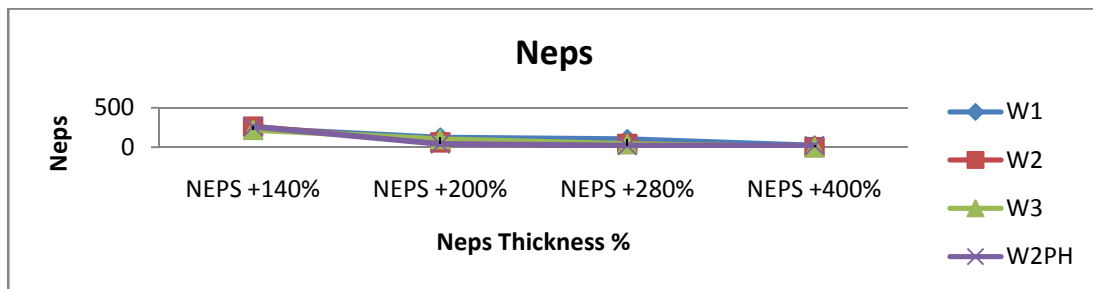 Neps
500
0
Neps
NEPS +140% NEPS +200% NEPS +280% NEPS +400%
Neps Thickness %
W1
W2
W3
W2PH